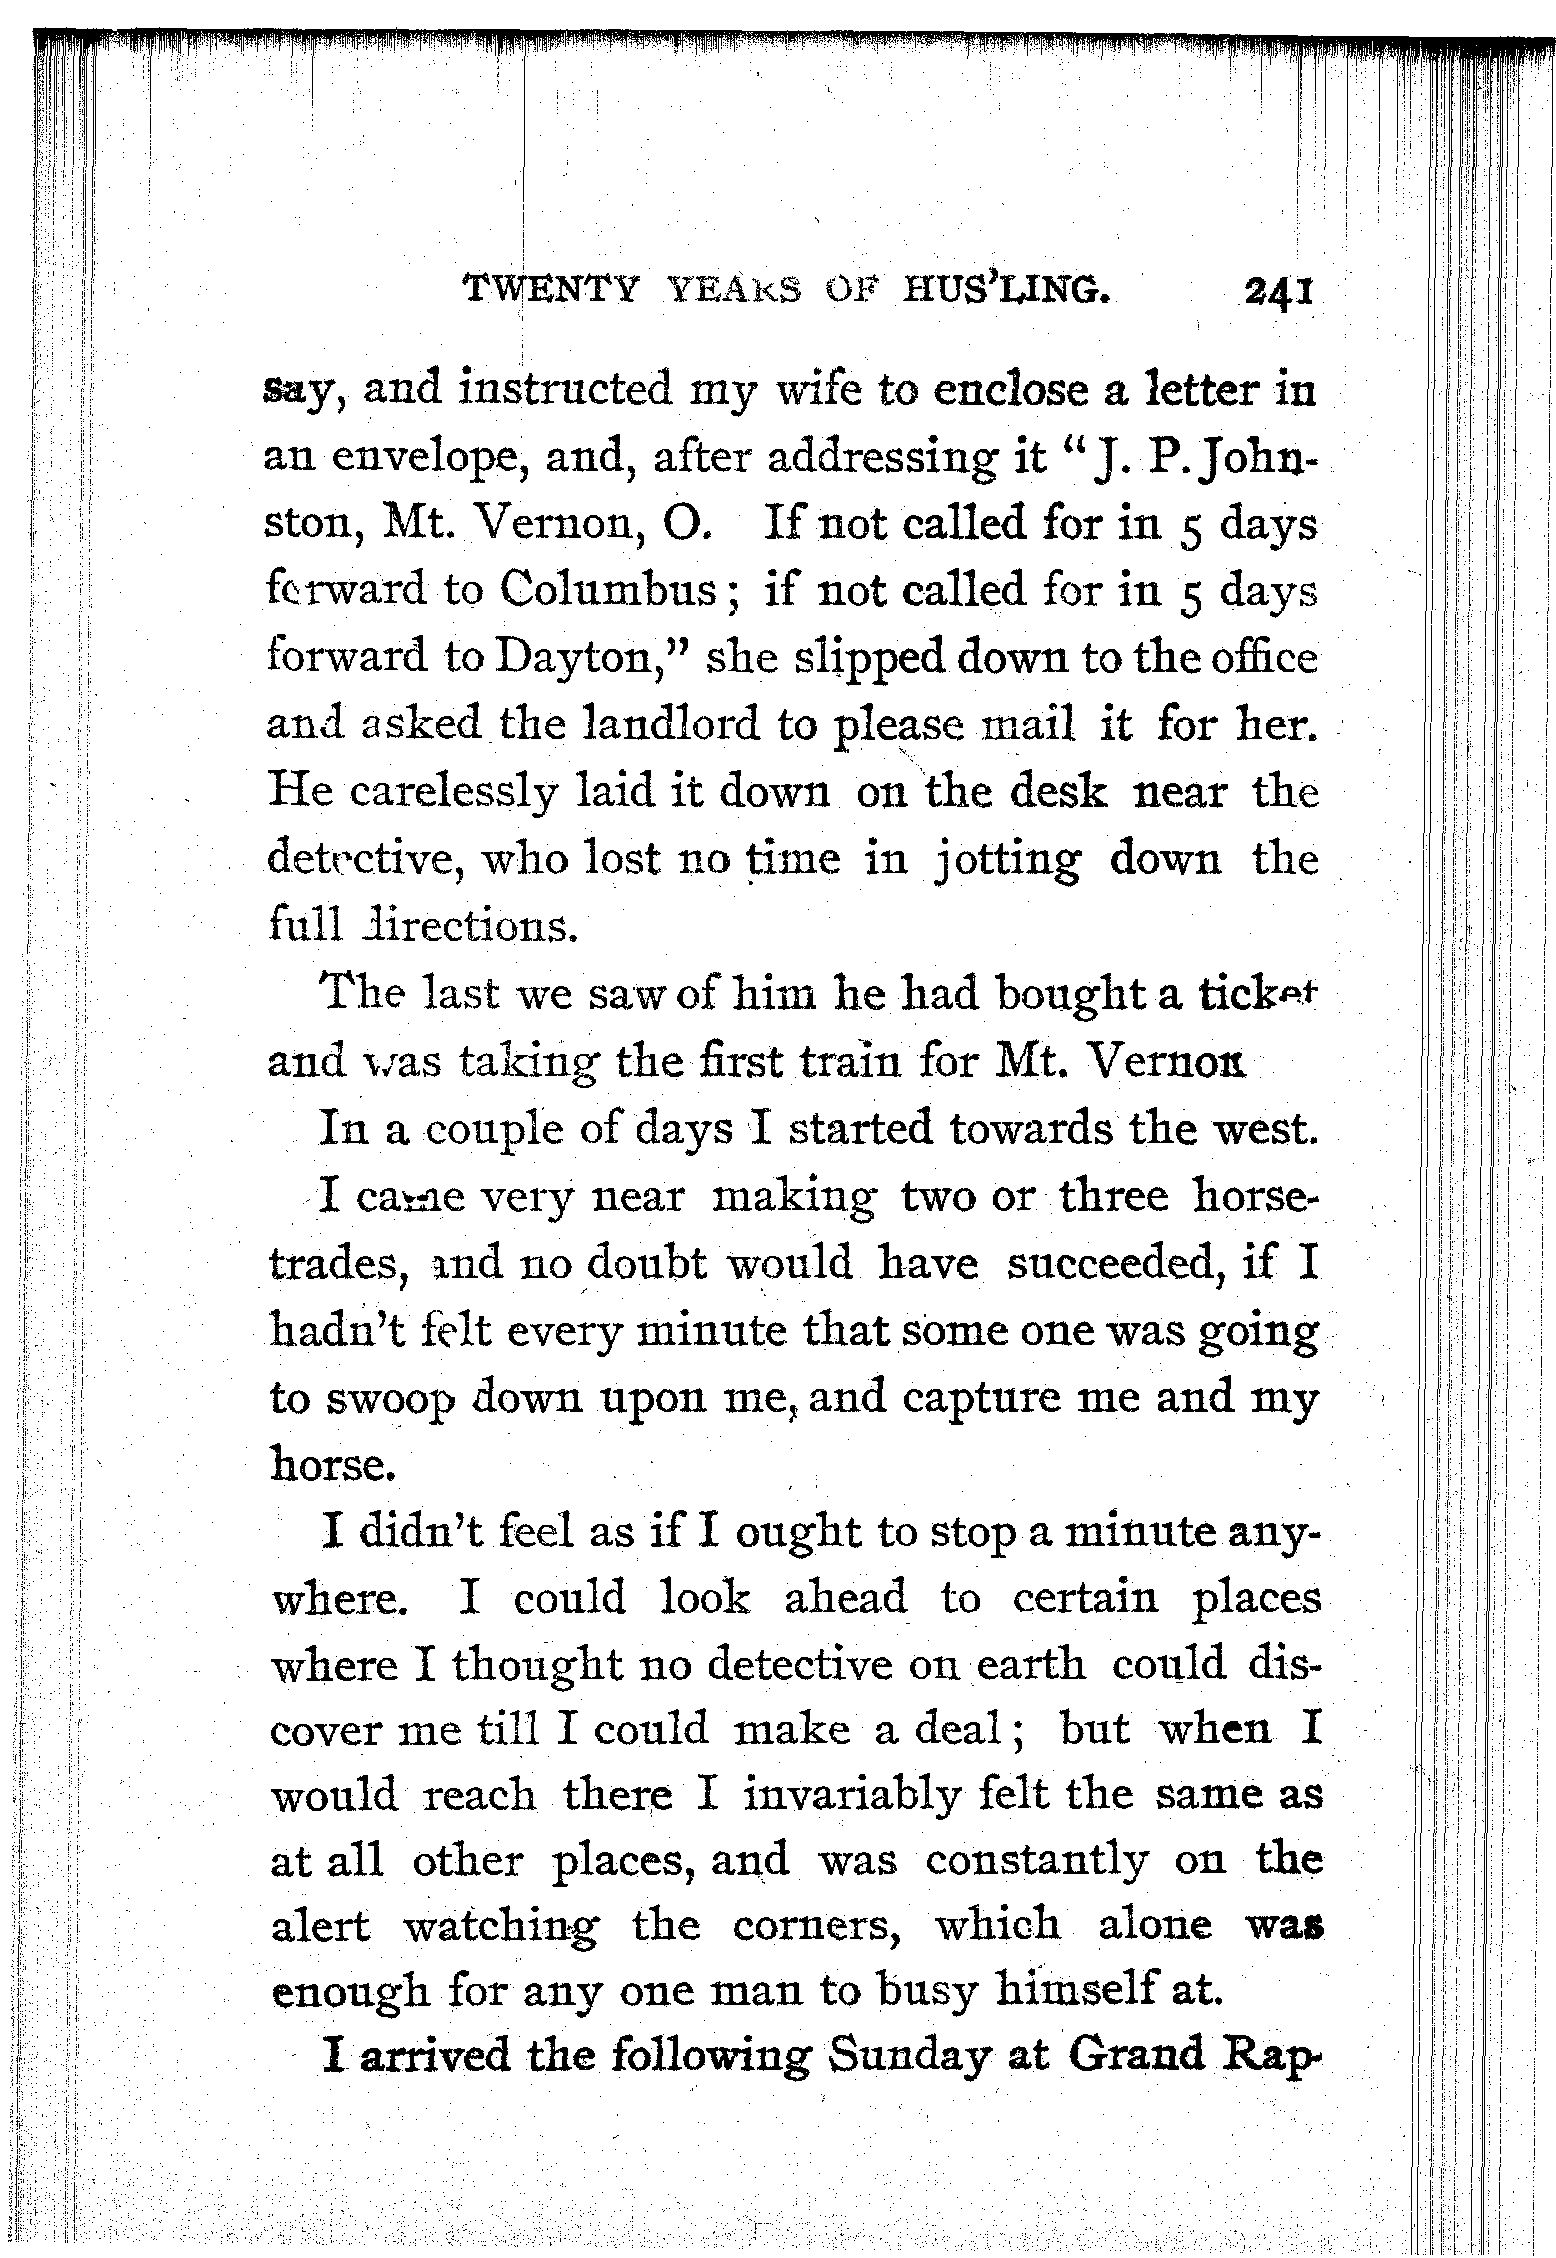 TWENTY YEARS OF HUS'LING. 241
say, and instructed my wife to enclose a letter in
an envelope, and, after addressing it "J. P. John-
ston, Mt. Vernon, O. If not called for in 5 days
forward to Columbus; if not called for in 5 days
forward to Dayton," she slipped down to the office
and asked the landlord to please mail it for her.
He carelessly laid it down on the desk near the
detective, who lost no time in jotting down the
full directions.
The last we saw of him he had bought a ticket
and was taking the first train for Mt. Vernon
In a couple of days I started towards the west.
I came very near making two or three horse-
trades, and no doubt would have succeeded, if I
hadn't felt every minute that some one was going
to swoop down upon me, and capture me and my
horse.
I didn't feel as if I ought to stop a minute any-
where. I could look ahead to certain places
where I thought no detective on earth could dis-
cover me till I could make a deal; but when I
would reach there I invariably felt the same as
at all other places, and was constantly on the
alert watching the corners, which alone was
enough for any one man to busy himself at.
I arrived the following Sunday at Grand Rap-